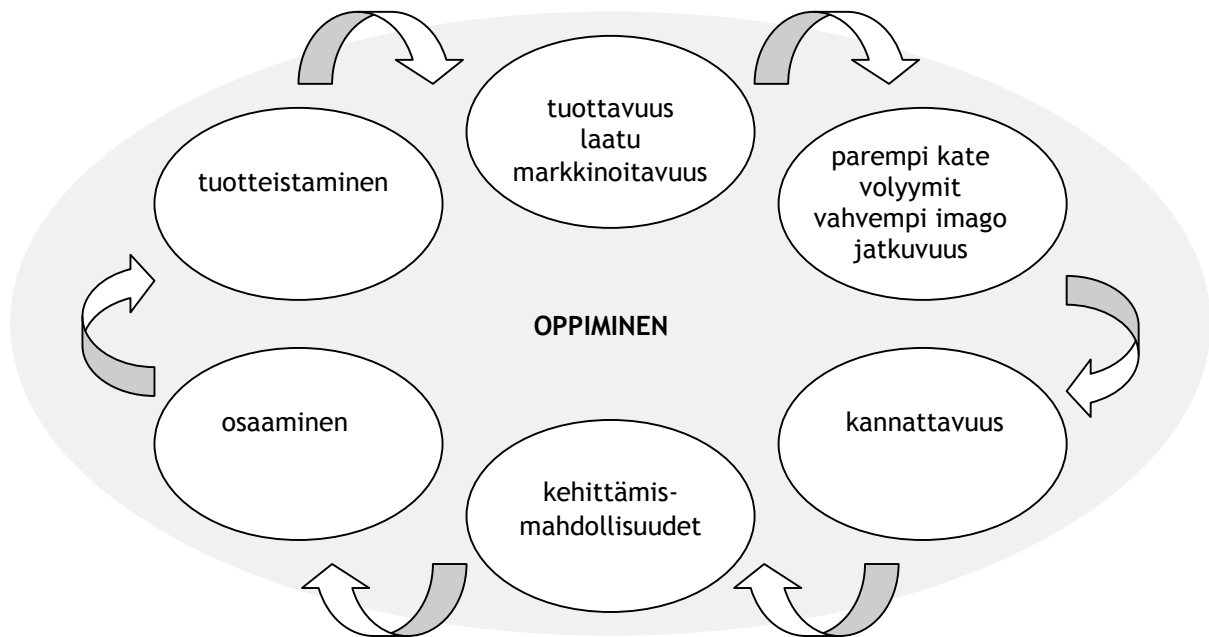 tuottavuus
laatu
markkinoitavuus
tuotteistaminen
parempi kate
volyymit
vahvempi imago
jatkuvuus
OPPIMINEN
osaaminen
kannattavuus
kehittämis-
mahdollisuudet